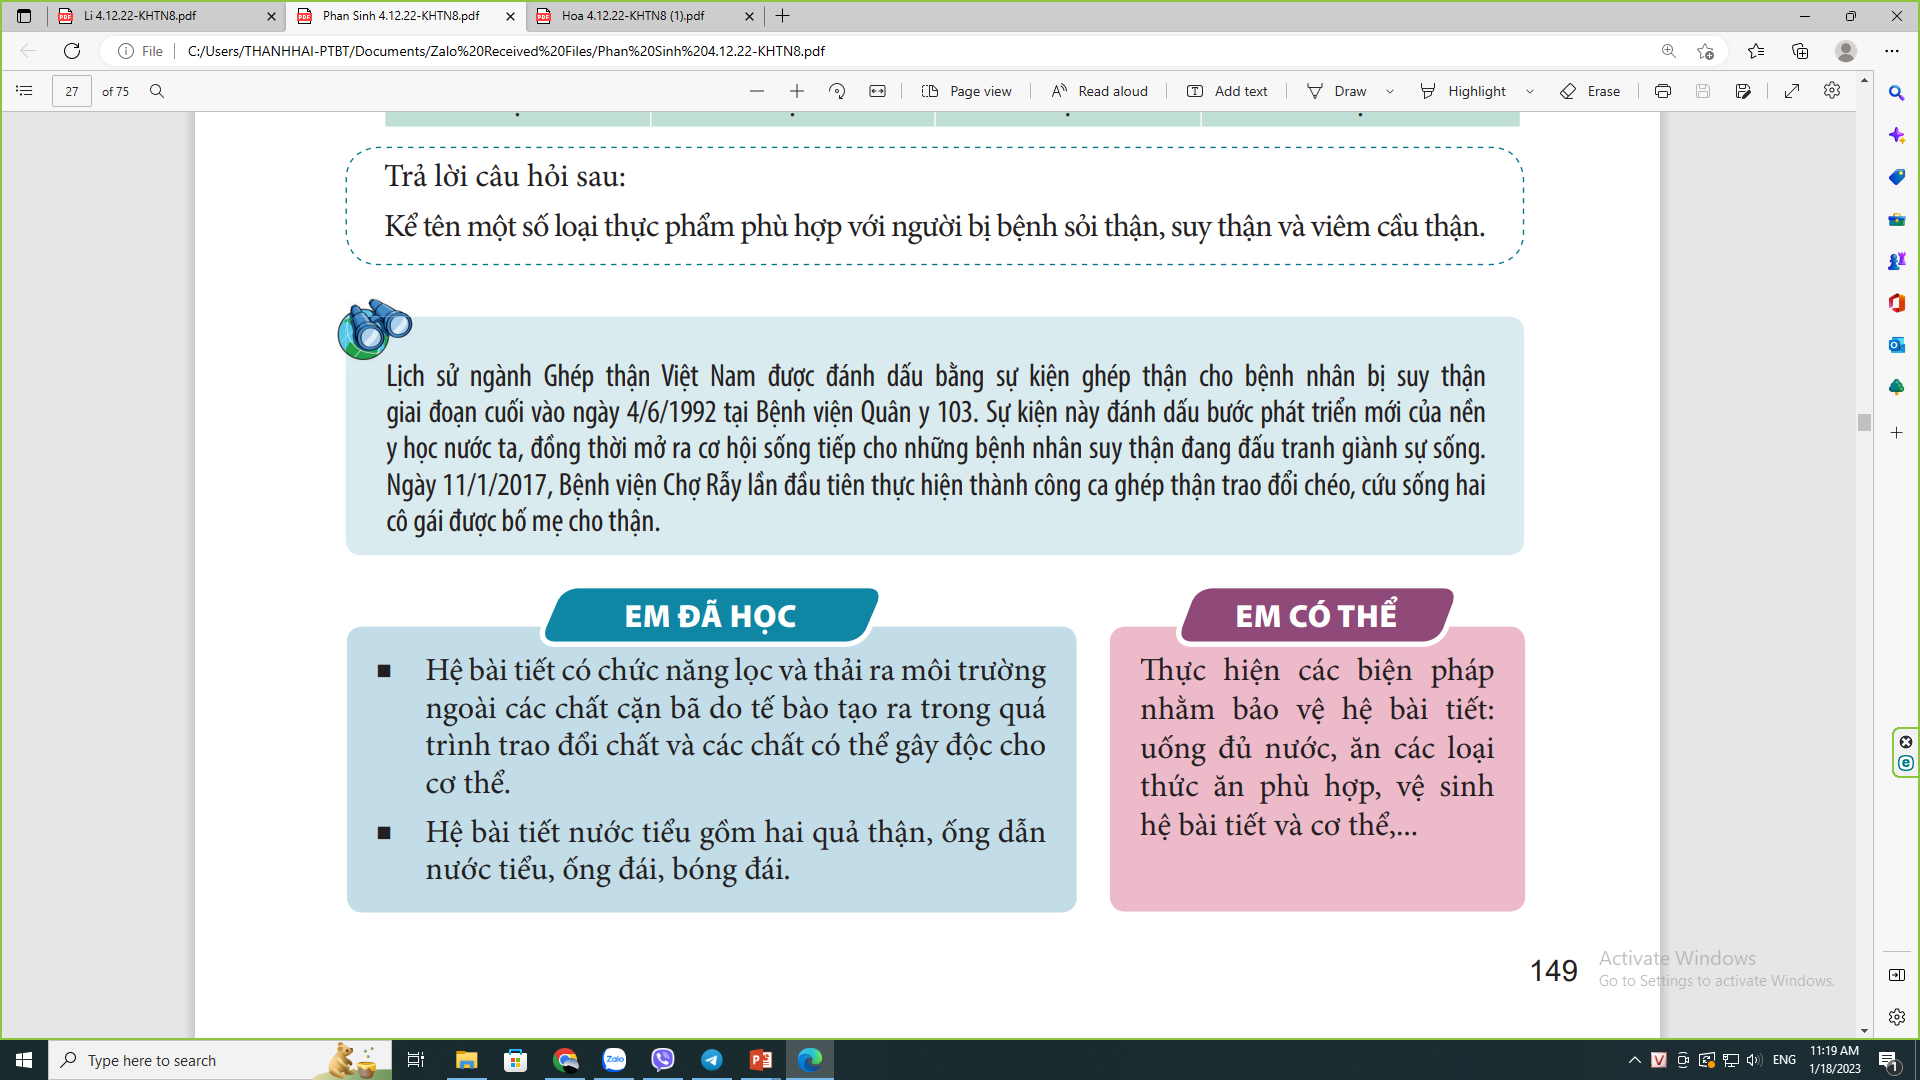 Li 4.12.22-KHTN8.pdf
Phan Sinh 4.12.22-KHTN8.pdf
Hoa 4.12.22-KHTN8 (1).pdf
File
C:/Users/THANHHAI-PTBT/Documents/Zalo%20Received%20Files/Phan%20Sinh%204.12.22-KHTN8.pdf
27 of 75
Page view
Read aloud
Add text
Draw
Highlight
Erase
Trả lời câu hỏi sau:
Kể tên một số loại thực phẩm phù hợp với người bị bệnh sỏi thận, suy thận và viêm cầu thận.
Lịch sử ngành Ghép thận Việt Nam được đánh dấu bằng sự kiện ghép thận cho bệnh nhân bị suy thận
giai đoạn cuối vào ngày 4/6/1992 tại Bệnh viện Quân y 103. Sự kiện này đánh dấu bước phát triển mới của nền
y học nước ta, đồng thời mở ra cơ hội sống tiếp cho những bệnh nhân suy thận đang đấu tranh giành sự sống.
Ngày 11/1/2017, Bệnh viện Chợ Rẫy lần đầu tiên thực hiện thành công ca ghép thận trao đổi chéo, cứu sống hai
cô gái được bố mẹ cho thận.
EM ĐÃ HỌC
Hệ bài tiết có chức năng lọc và thải ra môi trường
ngoài các chất cặn bã do tế bào tạo ra trong quá
trình trao đổi chất và các chất có thể gây độc cho
cơ thể.
Hệ bài tiết nước tiểu gồm hai quả thận, ống dẫn
nước tiểu, ống đái, bóng đái.
EM CÓ THỂ
Thực hiện các biện pháp
nhằm bảo vệ hệ bài tiết:
uống đủ nước, ăn các loại
thức ăn phù hợp, vệ sinh
hệ bài tiết và cơ thể,...
149
Activate Windows
Go to Settings to activate Windows.
Type here to search
Zalo
ENG
11:19 AM
1/18/2023
1